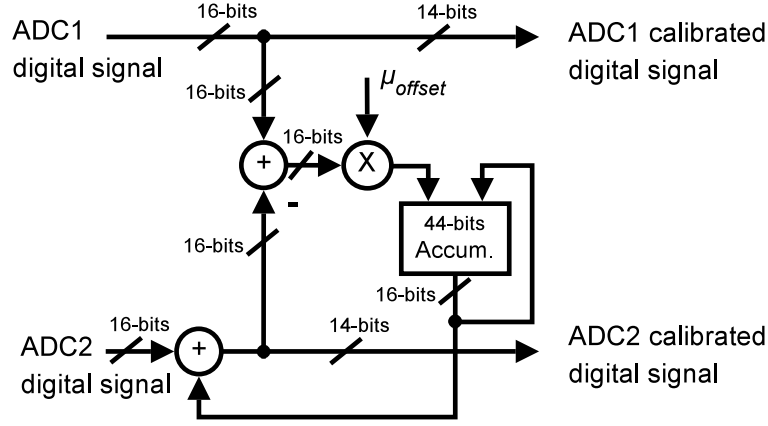 16-bits
14-bits
ADC1
digital signal
ADC1 calibrated
digital signal
16-bits
μoffset
+
16-bits
X
-
44-bits
Accum.
16-bits
16-bits
ADC2
digital signal
16-bits
+
14-bits
ADC2 calibrated
digital signal